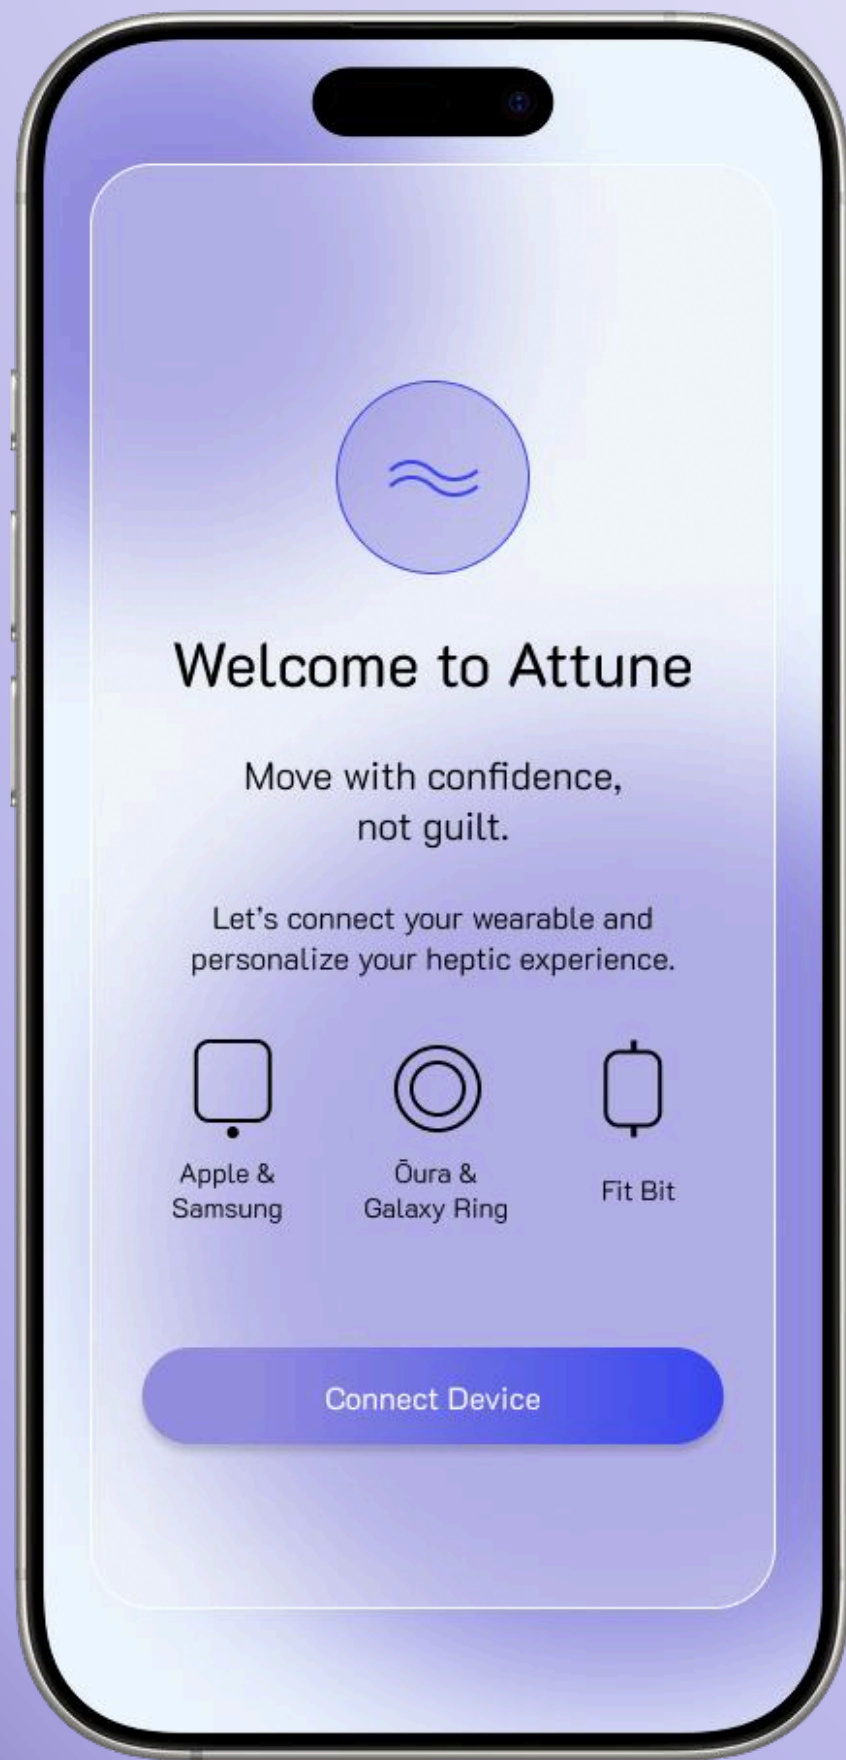 Welcome to Attune
Move with confidence,
not guilt.
Let’s connect your wearable and
personalize your heptic experience.
Apple &
Samsung
Ōura &
Galaxy Ring
Fit Bit
Connect Device